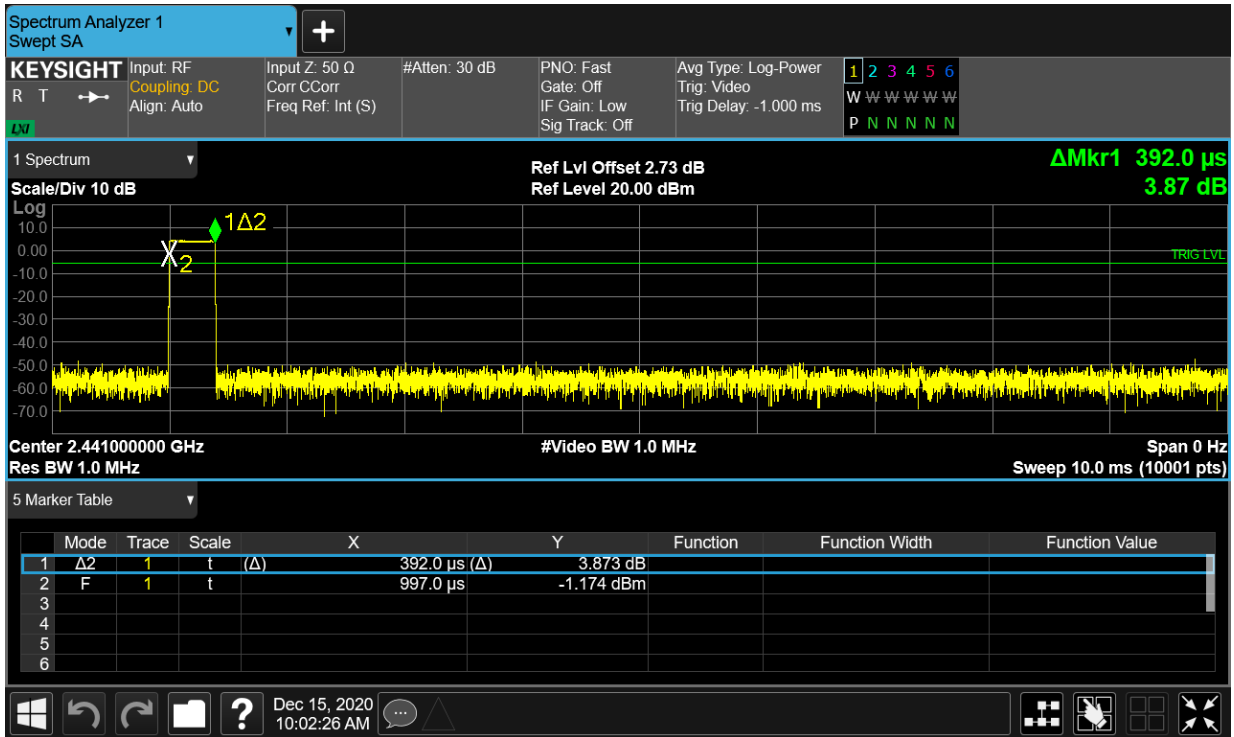 Spectrum Analyzer 1
Swept SA
+
KEYSIGHT
R T
LXI
Input: RF
Coupling: DC
Align: Auto
Input Z: 50 Ω
Corr CCorr
Freq Ref: Int (S)
#Atten: 30 dB
PNO: Fast
Gate: Off
IF Gain: Low
Sig Track: Off
Avg Type: Log-Power
Trig: Video
Trig Delay: -1.000 ms
1 2 3 4 5 6
W W W W W W
P N N N N N
1 Spectrum
Scale/Div 10 dB
Log
Ref Lvl Offset 2.73 dB
Ref Level 20.00 dBm
ΔMkr1 392.0 µs
3.87 dB
10.0
0.00
-10.0
-20.0
-30.0
-40.0
-50.0
-60.0
-70.0
1Δ2
X
2
TRIG LVL
Center 2.441000000 GHz
Res BW 1.0 MHz
#Video BW 1.0 MHz
Span 0 Hz
Sweep 10.0 ms (10001 pts)
5 Marker Table
Mode Trace Scale X Y Function Function Width Function Value
1 Δ2 1 t (Δ) 392.0 µs (Δ) 3.873 dB
2 F 1 t 997.0 µs -1.174 dBm
3
4
5
6
?
Dec 15, 2020
10:02:26 AM